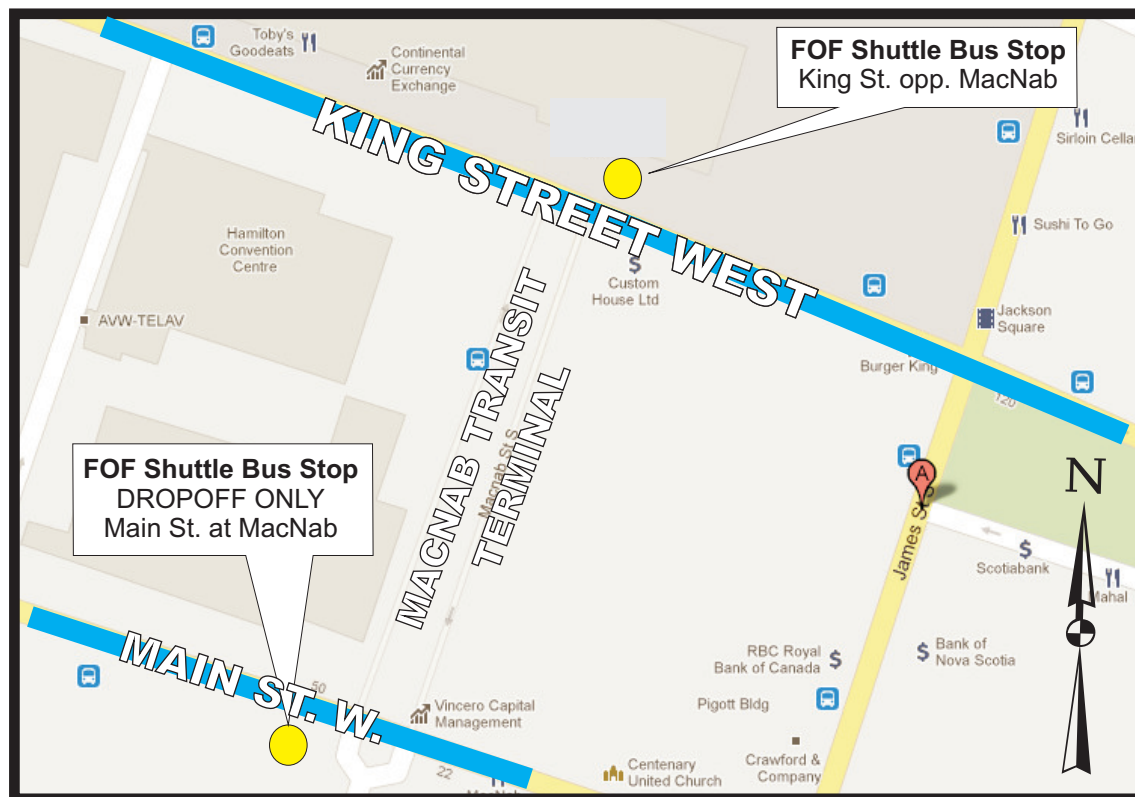 Toby's
Goodeats
Continental
Currency
Exchange
FOF Shuttle Bus Stop
King St. opp. MacNab
Sirloin Cellar
KING STREET WEST
Sushi To Go
Hamilton
Convention
Centre
$
Custom
House Ltd
AVW-TELAV
Jackson
Square
Burger King
120
MACNAB TRANSIT
TERMINAL
Macnab St S
FOF Shuttle Bus Stop
DROPOFF ONLY
Main St. at MacNab
A
N
James St S
$
Scotiabank
Mahal
MAIN ST. W.
50
RBC Royal
Bank of Canada
$
$
Bank of
Nova Scotia
Pigott Bldg
Vincero Capital
Management
22
Centenary
United Church
Crawford &
Company